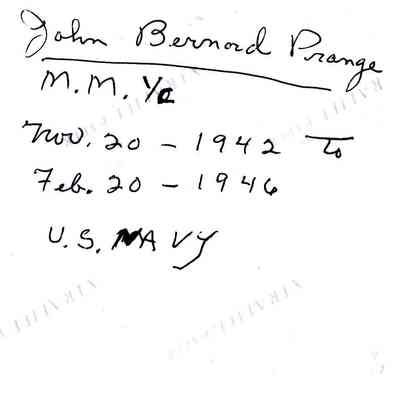 John Bernard Prange
M.M. 1/c
Nov. 20 - 1942 To
Feb. 20 - 1946
U.S. NAVY